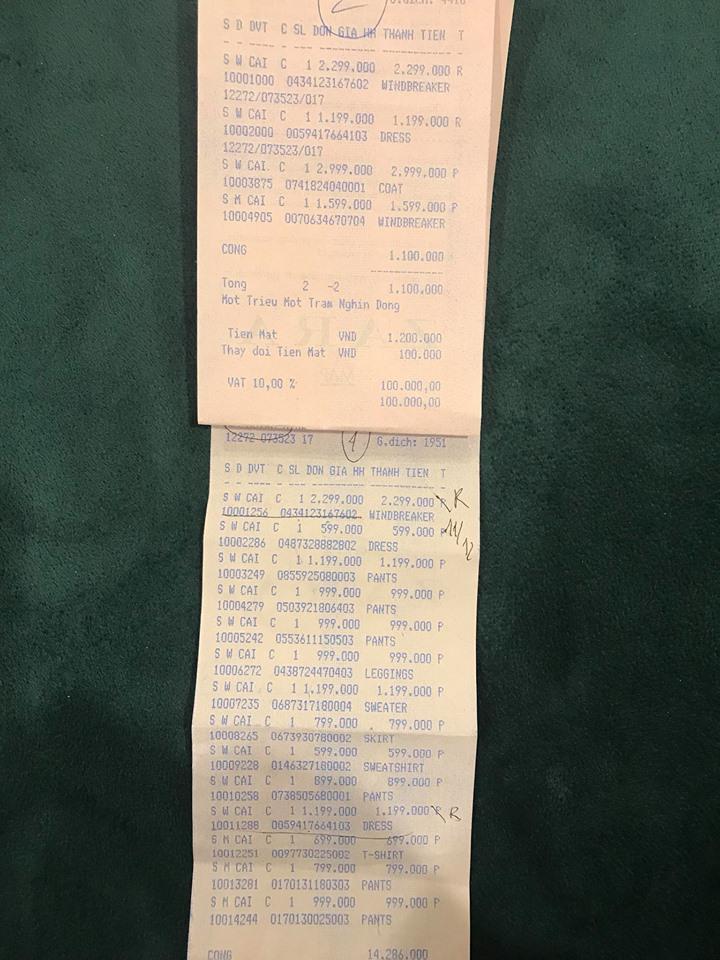 2
G.dich: 4410
S D DVT C SL DON GIA HH THANH TIEN T
S W CAI C 1 2.299.000 2.299.000 R
10001000 0434123167602 WINDBREAKER
12272/073523/017
S W CAI C 1 1.199.000 1.199.000 R
10002000 0059417664103 DRESS
12272/073523/017
S W CAI C 1 2.999.000 2.999.000 P
10003875 0741824040001 COAT
S M CAI C 1 1.599.000 1.599.000 P
10004905 0070634670704 WINDBREAKER
CONG 1.100.000
Tong 2 -2 1.100.000
Mot Trieu Mot Tram Nghin Dong
ZARA
Tien Mat VND 1.200.000
Thay doi Tien Mat VND 100.000
VAT 10,00 % 100.000,00
100.000,00
12272 073523 17 1 G.dich: 1951
S D DVT C SL DON GIA HH THANH TIEN T
S W CAI C 1 2.299.000 2.299.000 P R
10001256 0434123167602 WINDBREAKER 11/12
S W CAI C 1 599.000 599.000 P
10002286 0487328882802 DRESS
S W CAI C 1 1.199.000 1.199.000 P
10003249 0855925080003 PANTS
S W CAI C 1 999.000 999.000 P
10004279 0503921806403 PANTS
S W CAI C 1 999.000 999.000 P
10005242 0553611150503 PANTS
S W CAI C 1 999.000 999.000 P
10006272 0438724470403 LEGGINGS
S W CAI C 1 1.199.000 1.199.000 P
10007235 0687317180004 SWEATER
S W CAI C 1 799.000 799.000 P
10008265 0673930780002 SKIRT
S W CAI C 1 599.000 599.000 P
10009228 0146327180002 SWEATSHIRT
S W CAI C 1 899.000 899.000 P
10010258 0738505680001 PANTS
S W CAI C 1 1.199.000 1.199.000 P R
10011288 0059417664103 DRESS
S M CAI C 1 699.000 699.000 P
10012251 0097730225002 T-SHIRT
S M CAI C 1 799.000 799.000 P
10013281 0170131180303 PANTS
S M CAI C 1 999.000 999.000 P
10014244 0170130025003 PANTS
CONG 14.286.000